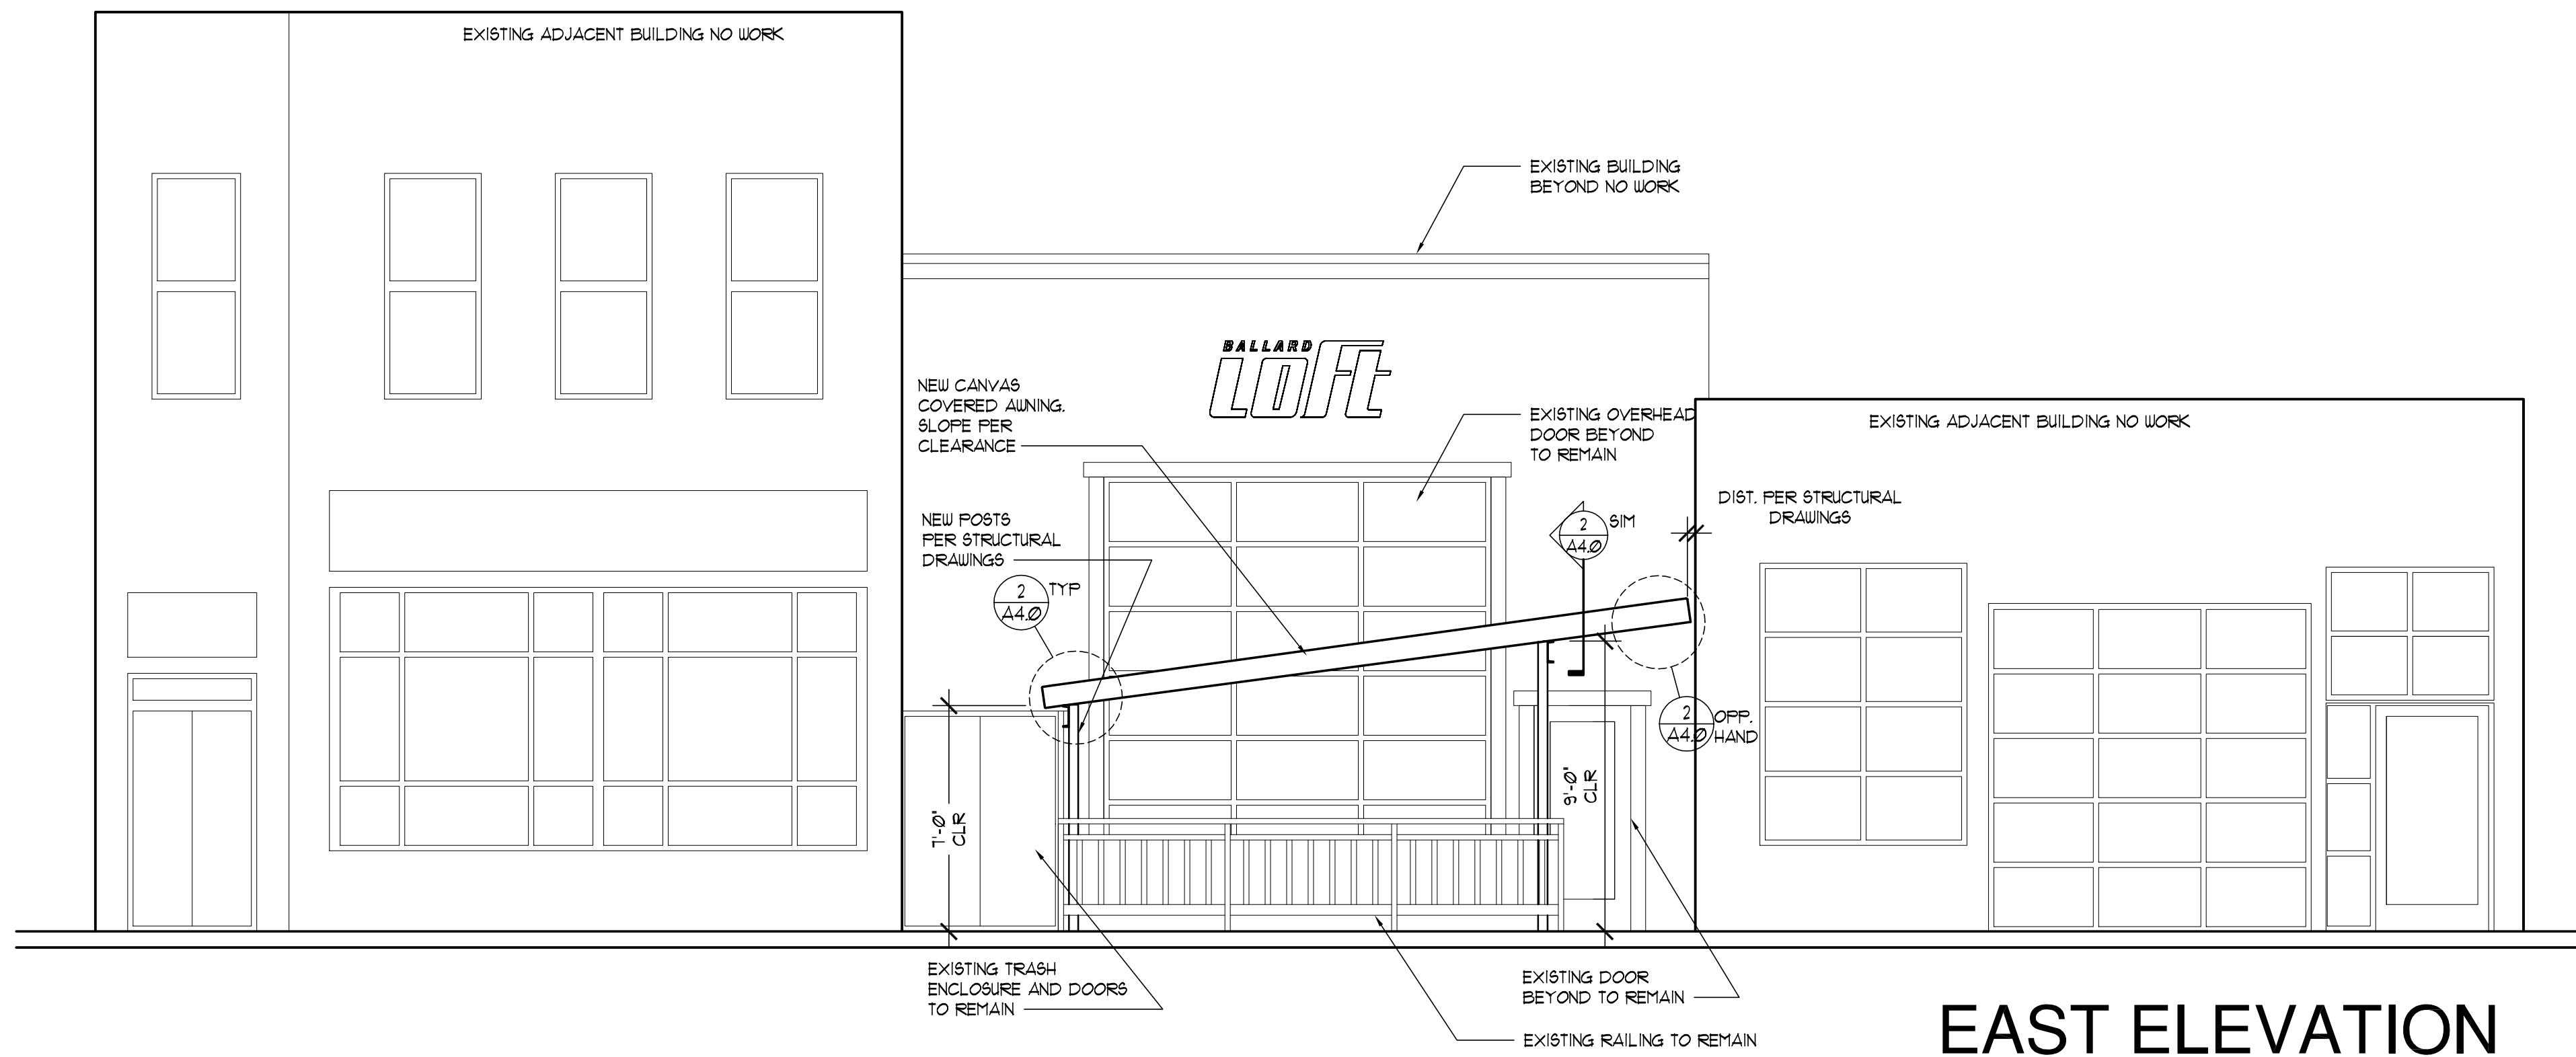 EXISTING ADJACENT BUILDING NO WORK
EXISTING BUILDING
BEYOND NO WORK
BALLARD
LOFT
NEW CANVAS
COVERED AWNING.
SLOPE PER
CLEARANCE
EXISTING OVERHEAD
DOOR BEYOND
TO REMAIN
EXISTING ADJACENT BUILDING NO WORK
NEW POSTS
PER STRUCTURAL
DRAWINGS
DIST. PER STRUCTURAL
DRAWINGS
2
A4.0
SIM
2
A4.0
TYP
2
A4.0
OPP.
HAND
7'-0"
CLR
9'-0"
CLR
EXISTING TRASH
ENCLOSURE AND DOORS
TO REMAIN
EXISTING DOOR
BEYOND TO REMAIN
EXISTING RAILING TO REMAIN
EAST ELEVATION